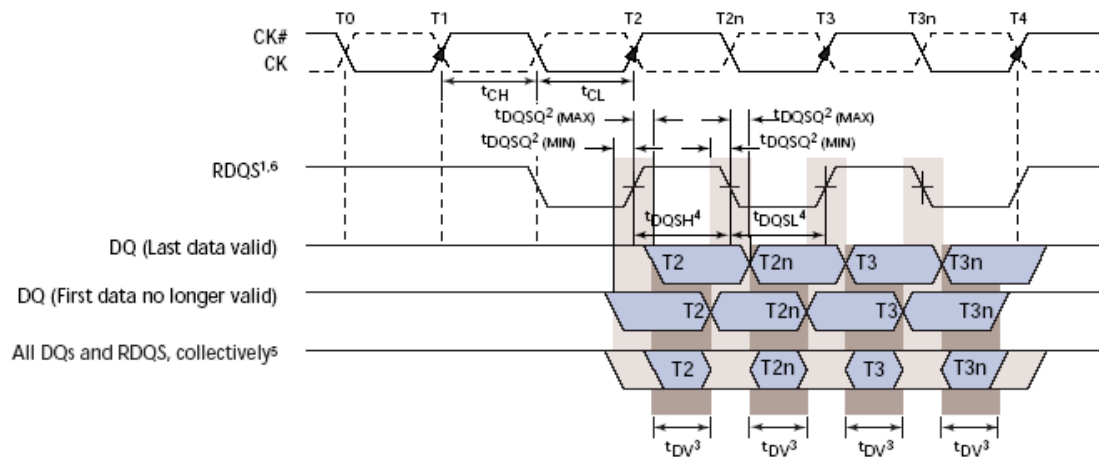 T0 T1 T2 T2n T3 T3n T4
CK#
CK
tCH tCL
tDQSQ² (MAX) tDQSQ² (MAX)
tDQSQ² (MIN) tDQSQ² (MIN)
RDQS¹,⁶
tDQSH⁴ tDQSL⁴
DQ (Last data valid) T2 T2n T3 T3n
DQ (First data no longer valid) T2 T2n T3 T3n
All DQs and RDQS, collectively⁵ T2 T2n T3 T3n
tDV³ tDV³ tDV³ tDV³